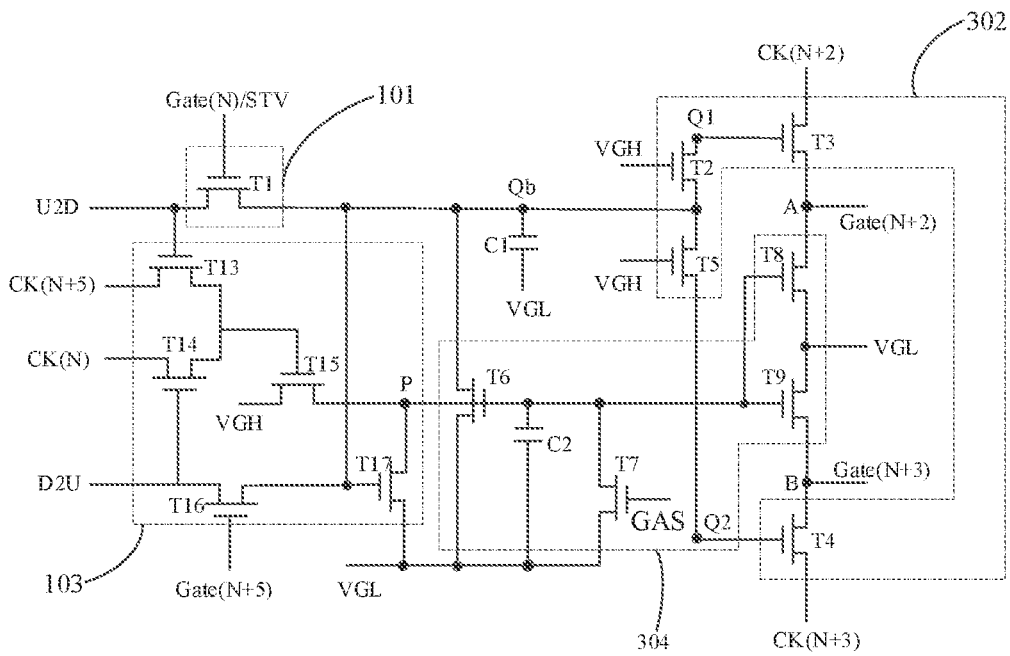 302
CK(N+2)
Gate(N)/STV
101
Q1
T3
VGH
T2
T1
U2D
Qb
A
Gate(N+2)
C1
T5
T8
T13
VGH
CK(N+5)
VGL
T14
CK(N)
T15
T6
VGL
P
T9
VGH
C2
T7
T17
Gate(N+3)
D2U
B
T16
GAS
Q2
T4
103
VGL
Gate(N+5)
304
CK(N+3)